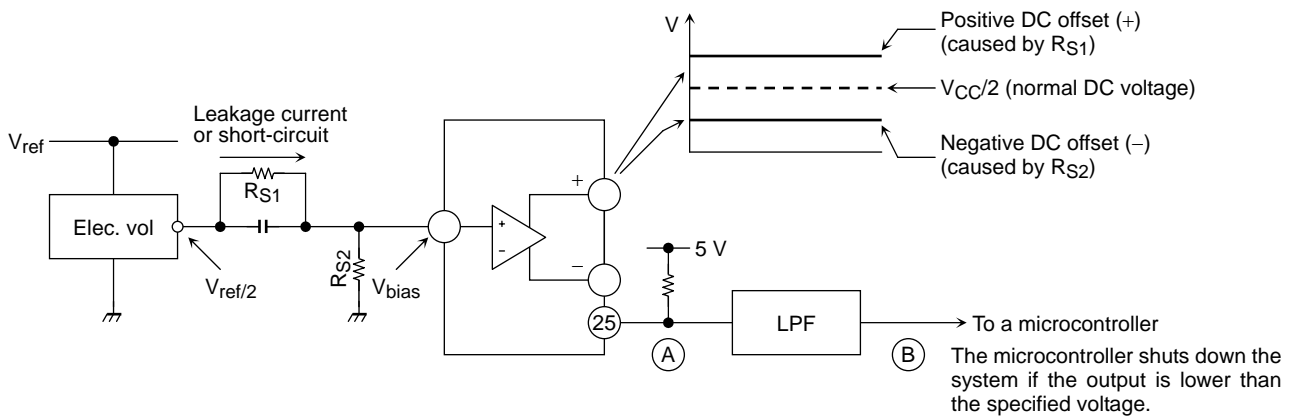 V
Positive DC offset (+)
(caused by RS1)
VCC/2 (normal DC voltage)
Negative DC offset (−)
(caused by RS2)
Leakage current
or short-circuit
Vref
RS1
Elec. vol
Vref/2
RS2
Vbias
+
−
+
-
5 V
25
A
LPF
B
To a microcontroller
The microcontroller shuts down the
system if the output is lower than
the specified voltage.